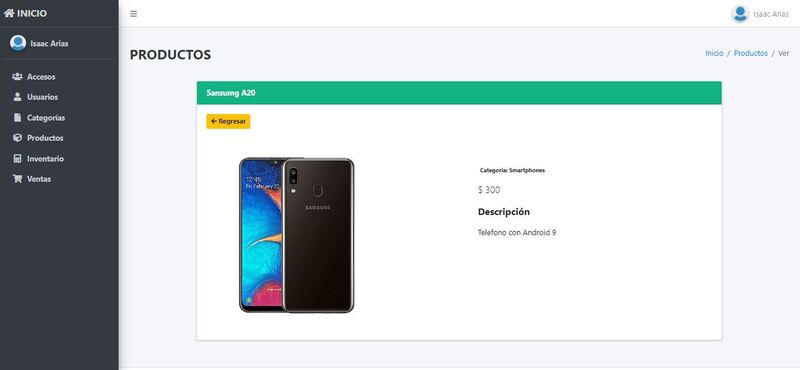 INICIO
Isaac Arias
Accesos
Usuarios
Categorías
Productos
Inventario
Ventas
Isaac Arias
PRODUCTOS
Inicio / Productos / Ver
Sansumg A20
Regresar
12:45
Fri, February 22
SAMSUNG
Categoria: Smartphones
$ 300
Descripción
Telefono con Android 9